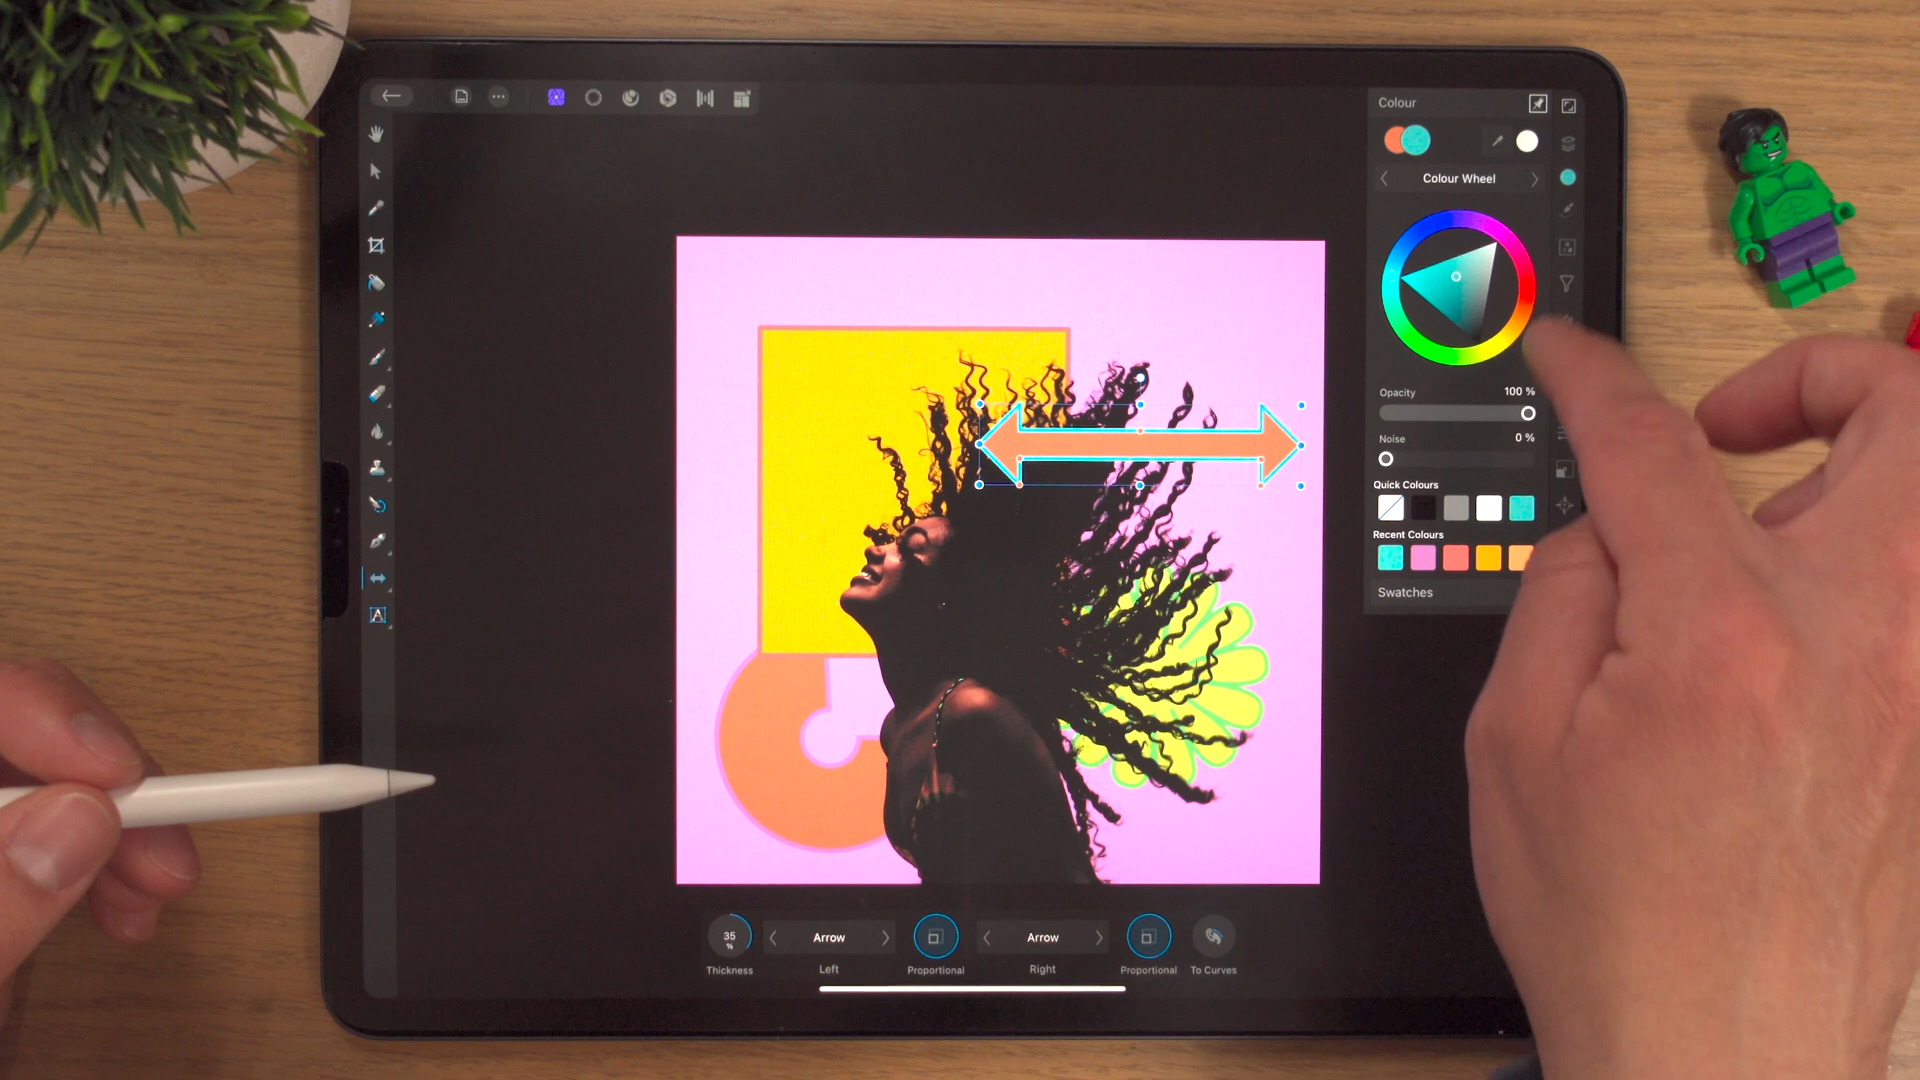 Colour
Colour Wheel
Opacity
100 %
Noise
0 %
Quick Colours
Recent Colours
Swatches
A
35
%
Arrow
Arrow
Thickness
Left
Proportional
Right
Proportional
To Curves